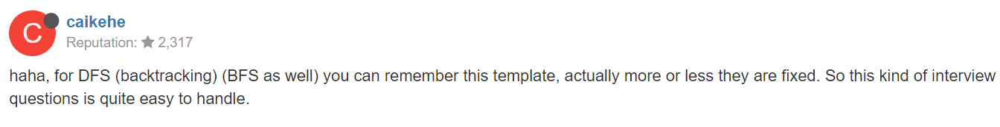 C
caikehe
Reputation: ★ 2,317
haha, for DFS (backtracking) (BFS as well) you can remember this template, actually more or less they are fixed. So this kind of interview
questions is quite easy to handle.